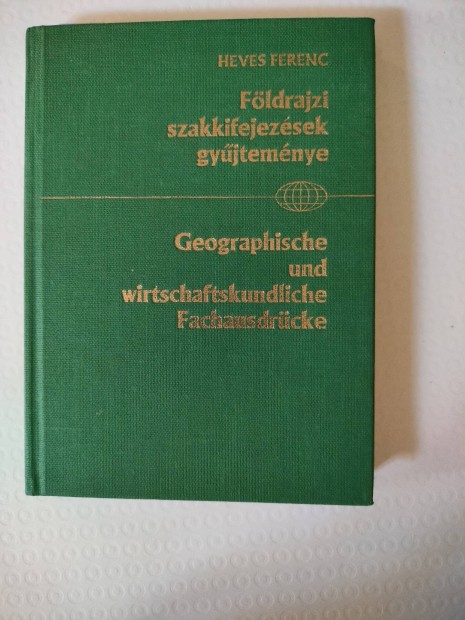 HEVES FERENC
Földrajzi
szakkifejezések
gyűjteménye
Geographische
und
wirtschaftskundliche
Fachausdrücke